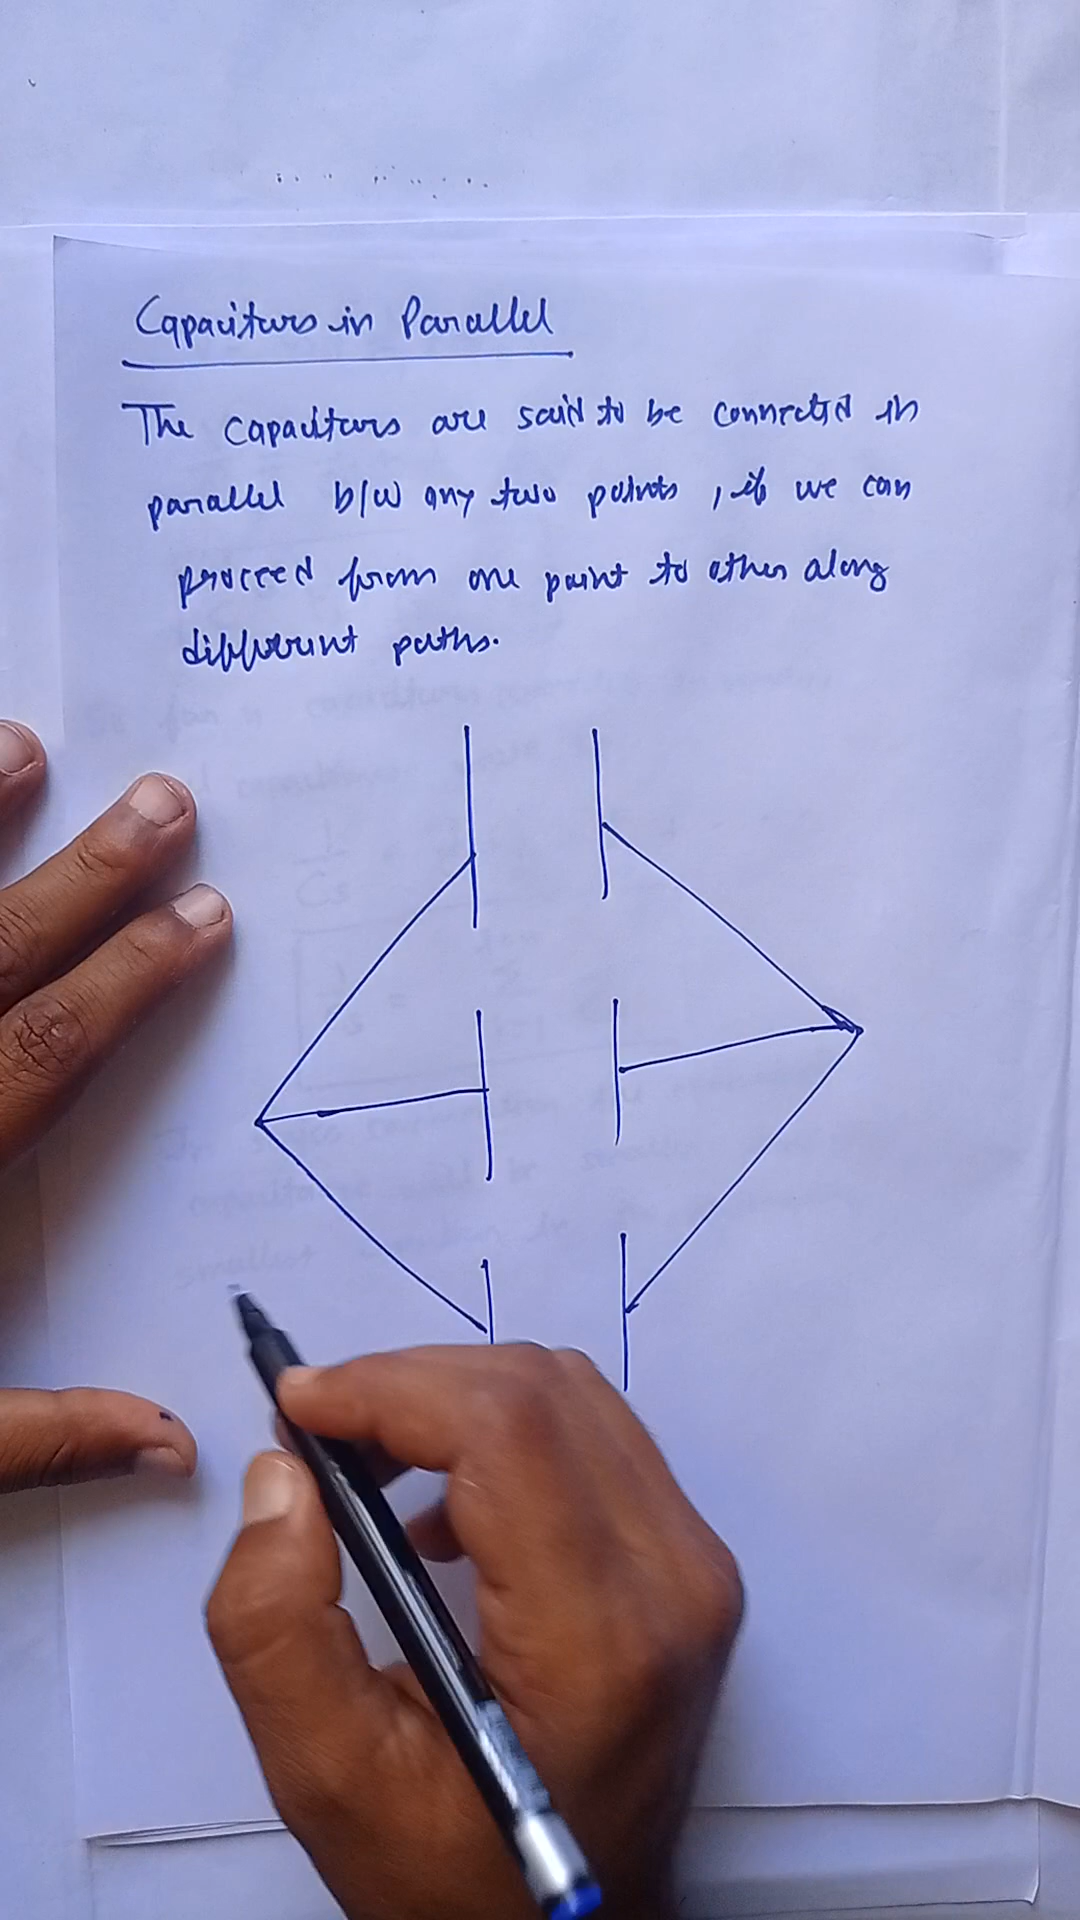 Capacitors in Parallel
The capacitors are said to be connected in
parallel b/w any two points, if we can
proceed from one point to other along
different paths.